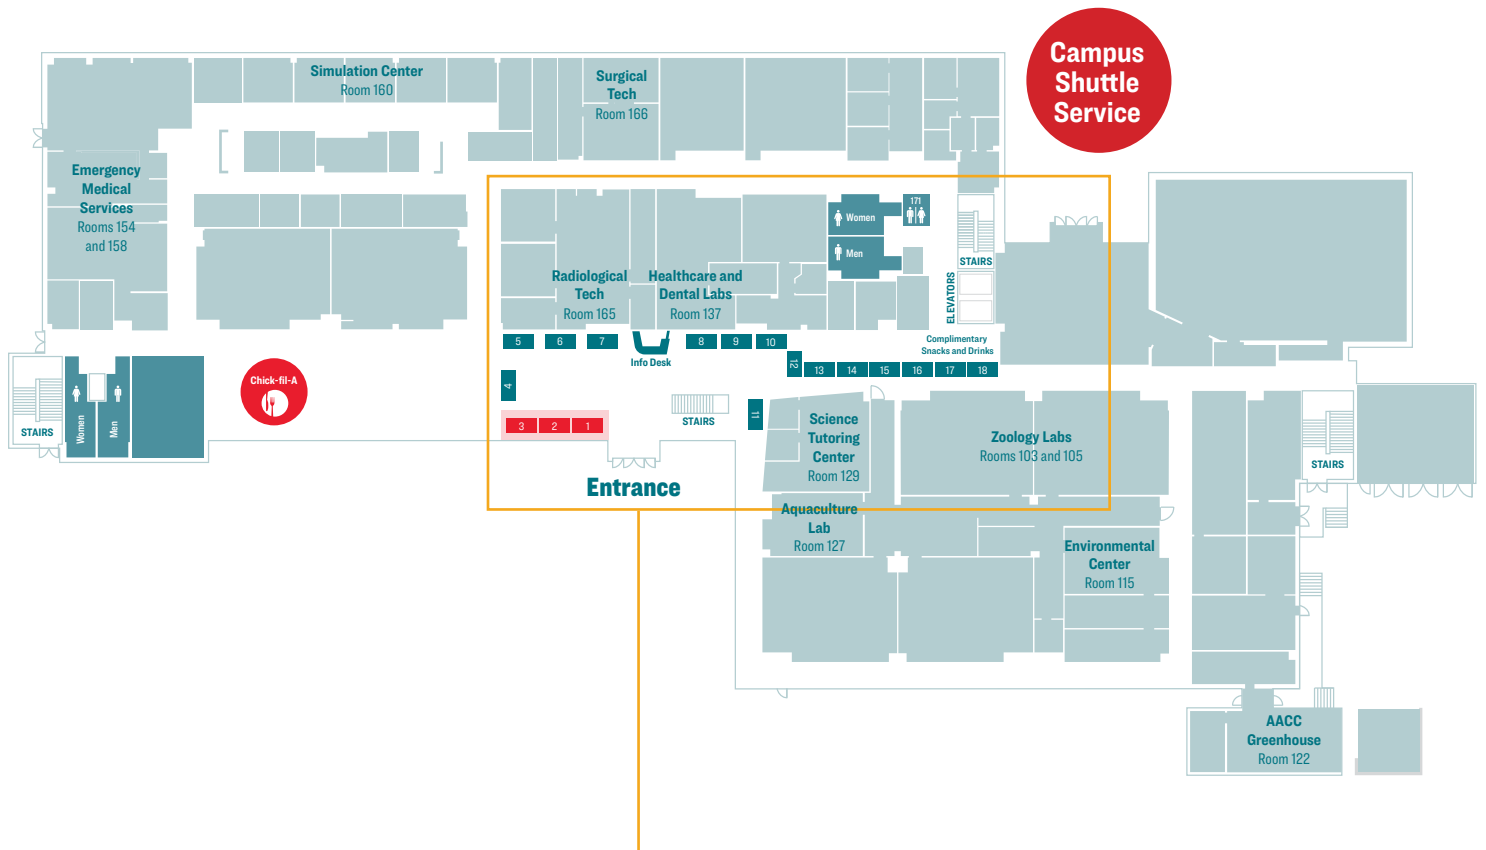 Campus
Shuttle
Service
Simulation Center
Room 160
Surgical
Tech
Room 166
Emergency
Medical
Services
Rooms 154
and 158
171
Women
Men
STAIRS
ELEVATORS
Radiological
Tech
Room 165
Healthcare and
Dental Labs
Room 137
Complimentary
Snacks and Drinks
5
6
7
Info Desk
8
9
10
12
13
14
15
16
17
18
4
3
2
1
STAIRS
11
Chick-fil-A
STAIRS
Women
Men
Science
Tutoring
Center
Room 129
Zoology Labs
Rooms 103 and 105
STAIRS
Entrance
Aquaculture
Lab
Room 127
Environmental
Center
Room 115
AACC
Greenhouse
Room 122